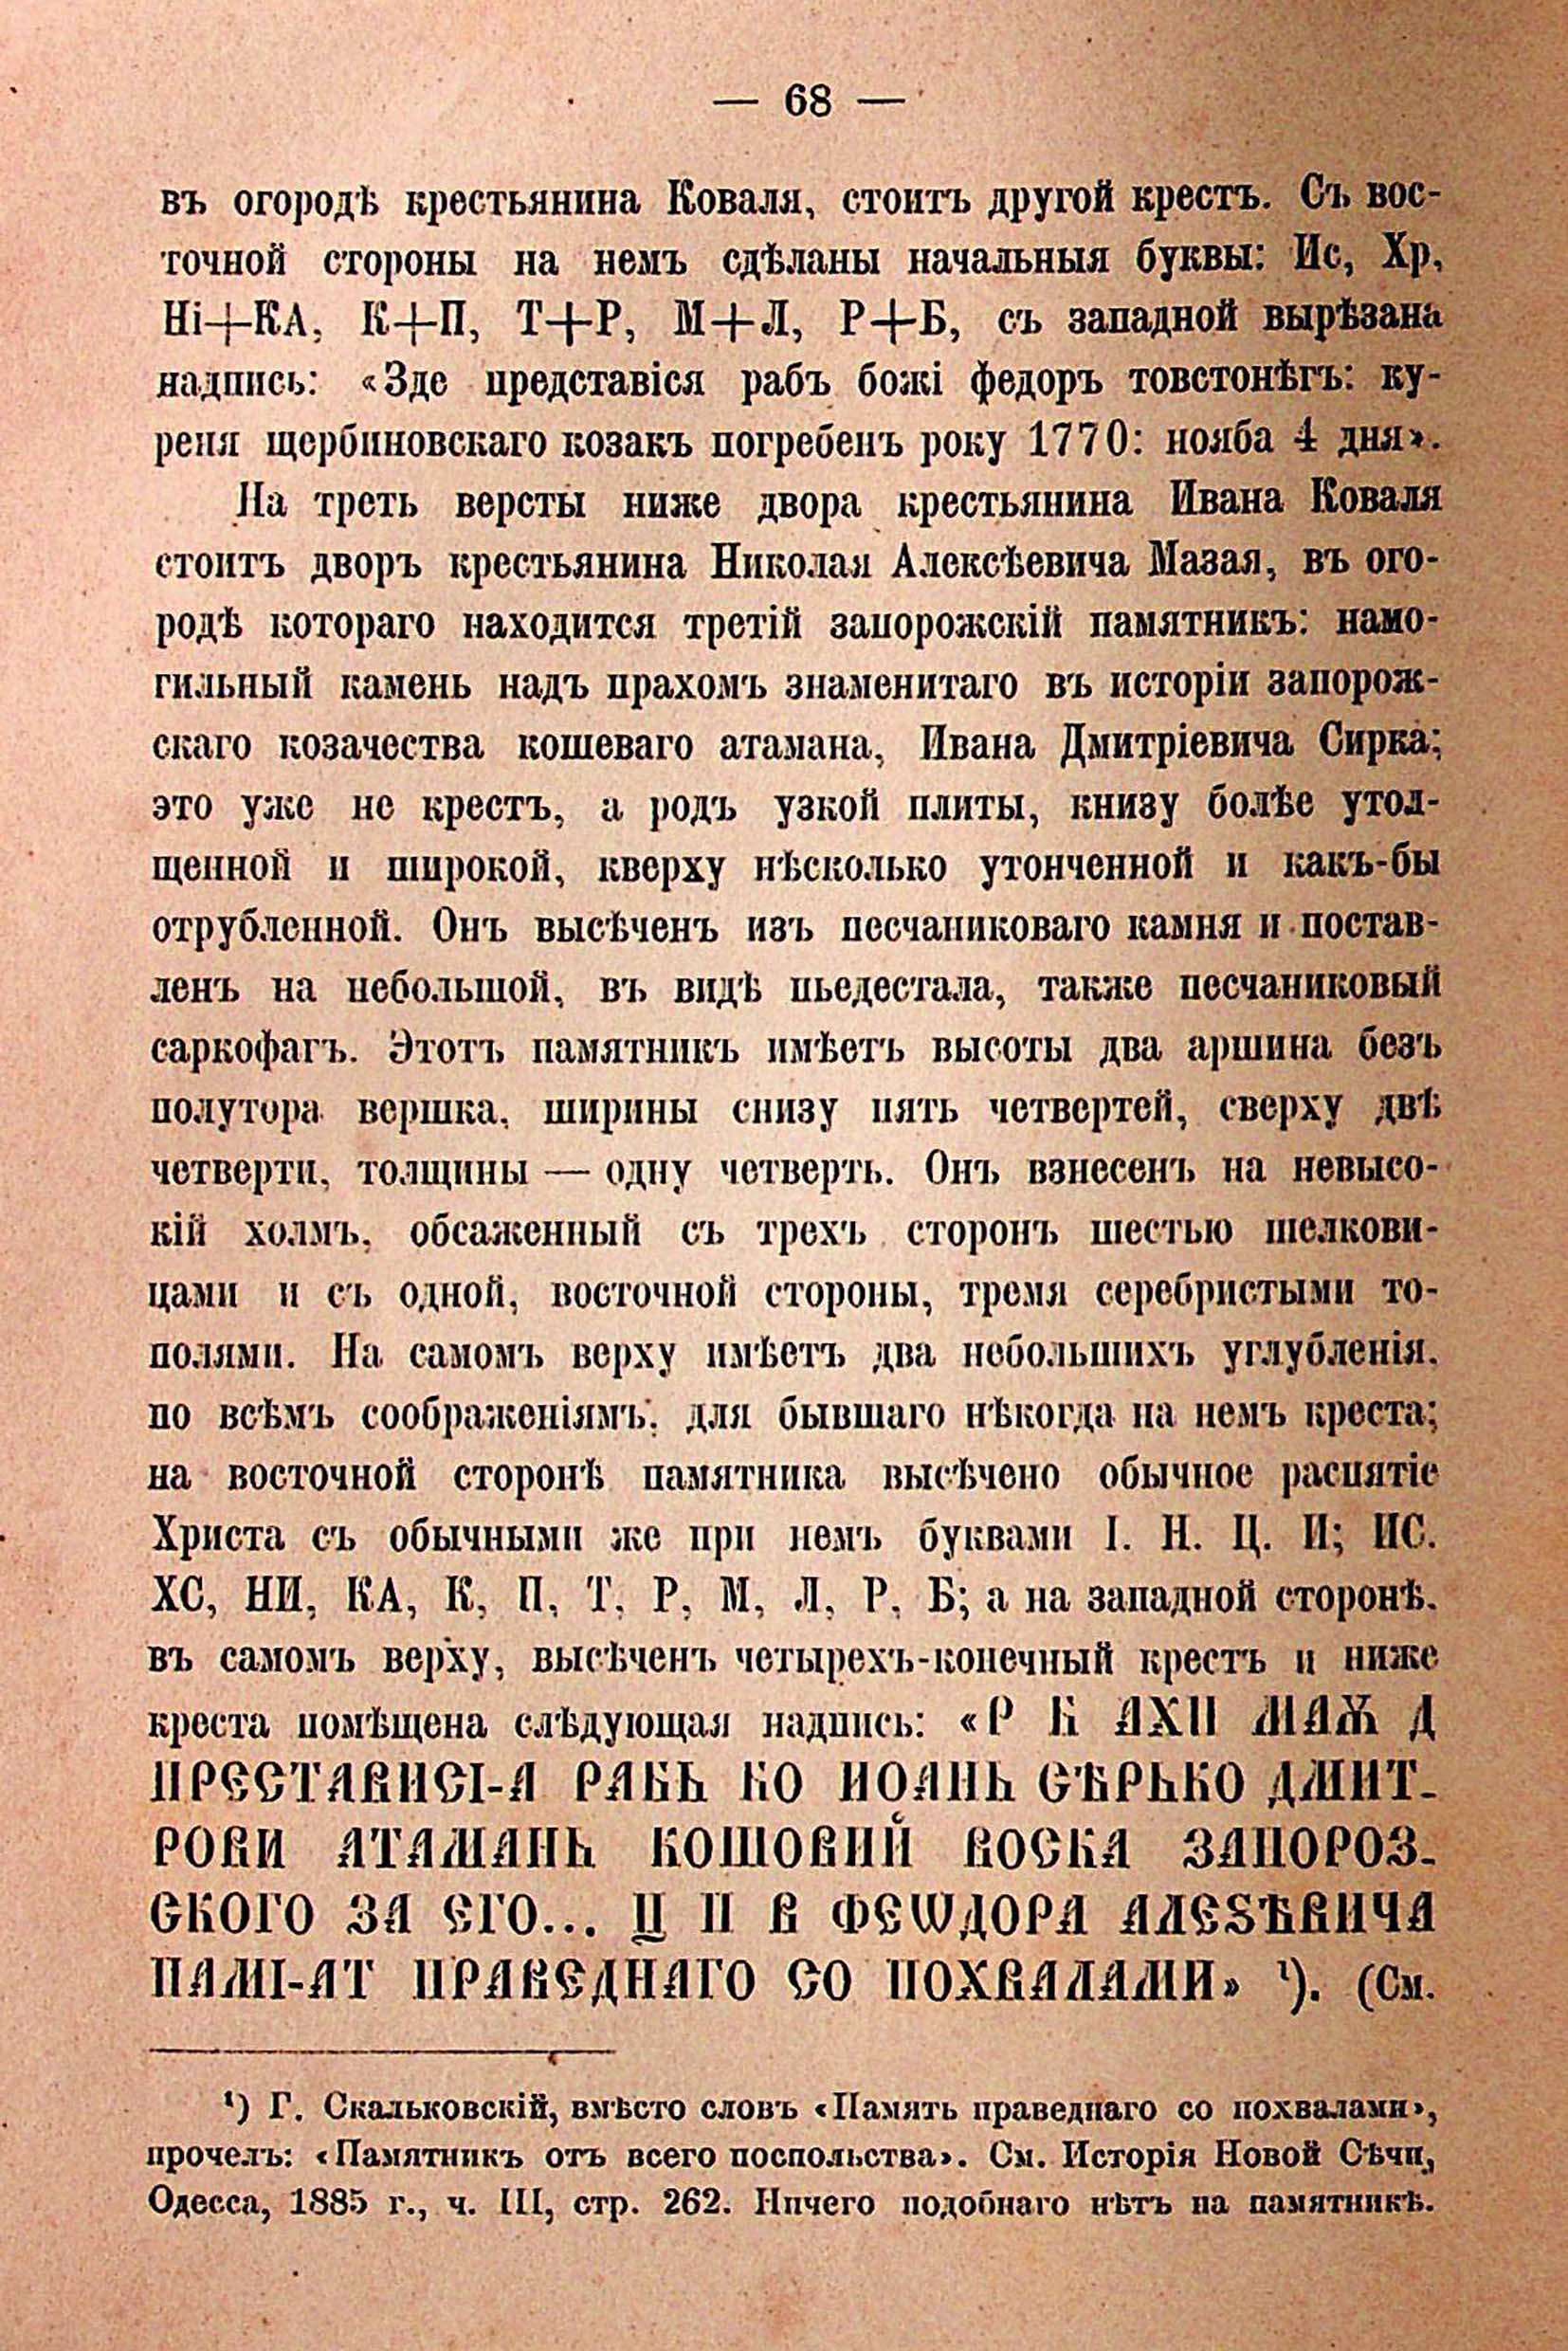 — 68 —
въ огородѣ крестьянина Коваля, стоитъ другой крестъ. Съ вос-
точной стороны на немъ сдѣланы начальныя буквы: Ис, Хр,
Ні+КА, К+П, Т+Р, М+Л, Р+Б, съ западной вырѣзана
надпись: «Зде представіся рабъ божі федоръ товстонѣгъ: ку-
реня щербиновскаго козакъ погребенъ року 1770: нояба 4 дня».
На треть версты ниже двора крестьянина Ивана Коваля
стоитъ дворъ крестьянина Николая Алексѣевича Мазая, въ ого-
родѣ котораго находится третій запорожскій памятникъ: намо-
гильный камень надъ прахомъ знаменитаго въ исторіи запорож-
скаго козачества кошеваго атамана, Ивана Дмитріевича Сирка;
это уже не крестъ, а родъ узкой плиты, книзу болѣе утол-
щенной и широкой, кверху нѣсколько утонченной и какъ-бы
отрубленной. Онъ высѣченъ изъ песчаниковаго камня и постав-
ленъ на небольшой, въ видѣ пьедестала, также песчаниковый
саркофагъ. Этотъ памятникъ имѣетъ высоты два аршина безъ
полутора вершка, ширины снизу пять четвертей, сверху двѣ
четверти, толщины — одну четверть. Онъ взнесенъ на невысо-
кій холмъ, обсаженный съ трехъ сторонъ шестью шелкови-
цами и съ одной, восточной стороны, тремя серебристыми то-
полями. На самомъ верху имѣетъ два небольшихъ углубленія,
по всѣмъ соображеніямъ, для бывшаго нѣкогда на немъ креста;
на восточной сторонѣ памятника высѣчено обычное распятіе
Христа съ обычными же при немъ буквами І. Н. Ц. И; ИС.
ХС, НИ, КА, К, П, Т, Р, М, Л, Р, Б; а на западной сторонѣ,
въ самомъ верху, высѣченъ четырехъ-конечный крестъ и ниже
креста помѣщена слѣдующая надпись: «Р Б АХП МАѨ Д
ПРЕСТАВИСІ-А РАБЬ БО ИОАНЬ СѢРЬКО ДМИТ-
РОВИ АТАМАНЬ КОШОВИЙ ВОСКА ЗАПОРОЗ-
СКОГО ЗА ЕГО... Ц П В ФЕѠДОРА АЛЕЅѢВИЧА
ПАМІ-АТ ПРАВЕДНАГО СО ПОХВАЛАМИ» ¹). (См.
¹) Г. Скальковскій, вмѣсто словъ «Память праведнаго со похвалами»,
прочелъ: «Памятникъ отъ всего поспольства». См. Исторія Новой Сѣчи,
Одесса, 1885 г., ч. III, стр. 262. Ничего подобнаго нѣтъ на памятникѣ.